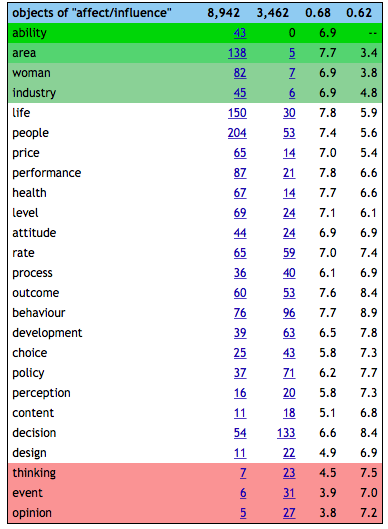 objects of "affect/influence" 8,942 3,462 0.68 0.62
ability 43 0 6.9 --
area 138 5 7.7 3.4
woman 82 7 6.9 3.8
industry 45 6 6.9 4.8
life 150 30 7.8 5.9
people 204 53 7.4 5.6
price 65 14 7.0 5.4
performance 87 21 7.8 6.6
health 67 14 7.7 6.6
level 69 24 7.1 6.1
attitude 44 24 6.9 6.9
rate 65 59 7.0 7.4
process 36 40 6.1 6.9
outcome 60 53 7.6 8.4
behaviour 76 96 7.7 8.9
development 39 63 6.5 7.8
choice 25 43 5.8 7.3
policy 37 71 6.2 7.7
perception 16 20 5.8 7.3
content 11 18 5.1 6.8
decision 54 133 6.6 8.4
design 11 22 4.9 6.9
thinking 7 23 4.5 7.5
event 6 31 3.9 7.0
opinion 5 27 3.8 7.2